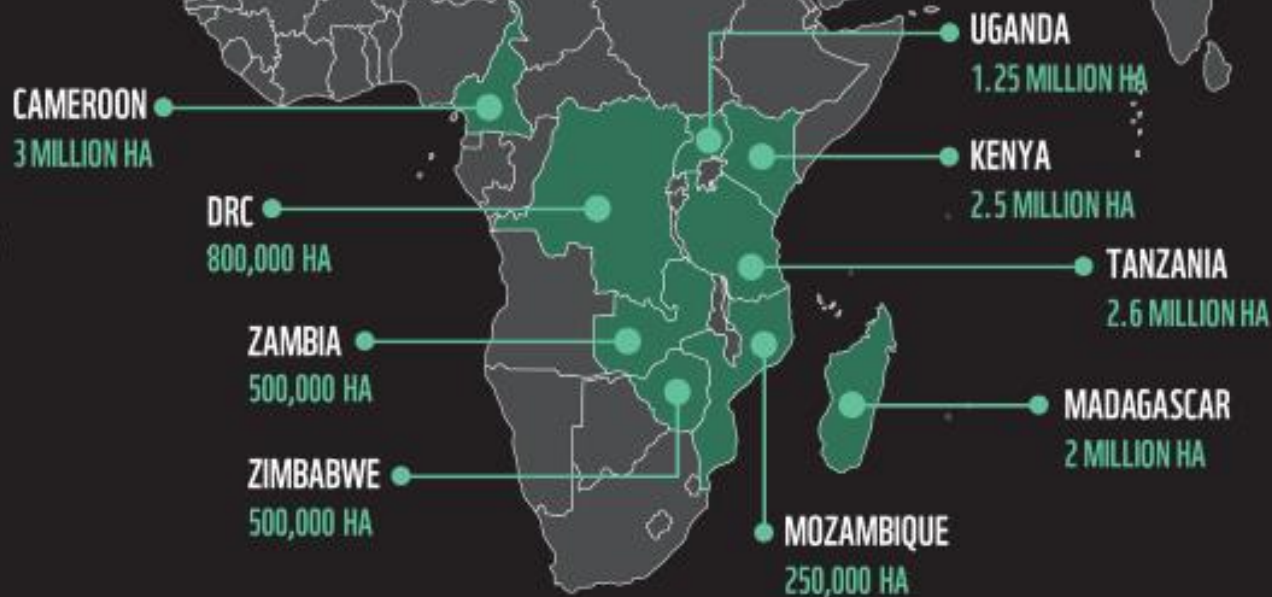 UGANDA
1.25 MILLION HA
CAMEROON
3 MILLION HA
KENYA
2.5 MILLION HA
DRC
800,000 HA
TANZANIA
2.6 MILLION HA
ZAMBIA
500,000 HA
MADAGASCAR
2 MILLION HA
ZIMBABWE
500,000 HA
MOZAMBIQUE
250,000 HA